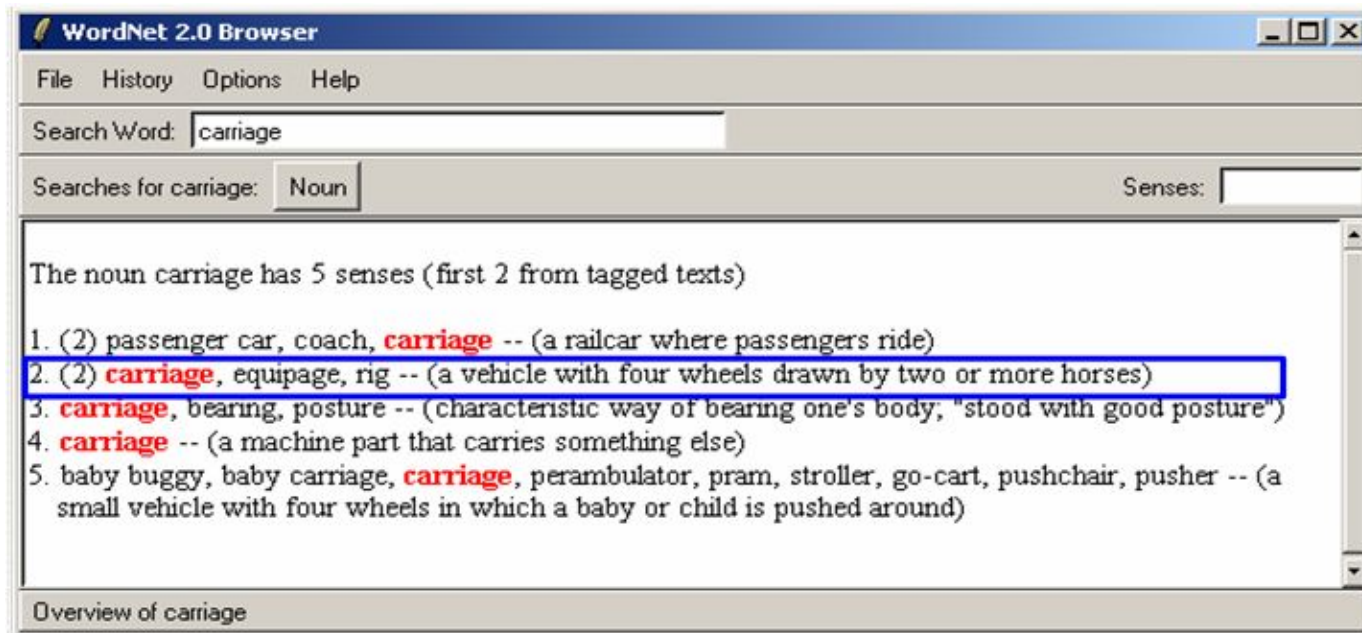 WordNet 2.0 Browser
File History Options Help
Search Word: carriage
Searches for carriage: Noun Senses:
The noun carriage has 5 senses (first 2 from tagged texts)
1. (2) passenger car, coach, carriage -- (a railcar where passengers ride)
2. (2) carriage, equipage, rig -- (a vehicle with four wheels drawn by two or more horses)
3. carriage, bearing, posture -- (characteristic way of bearing one's body; "stood with good posture")
4. carriage -- (a machine part that carries something else)
5. baby buggy, baby carriage, carriage, perambulator, pram, stroller, go-cart, pushchair, pusher -- (a
small vehicle with four wheels in which a baby or child is pushed around)
Overview of carriage